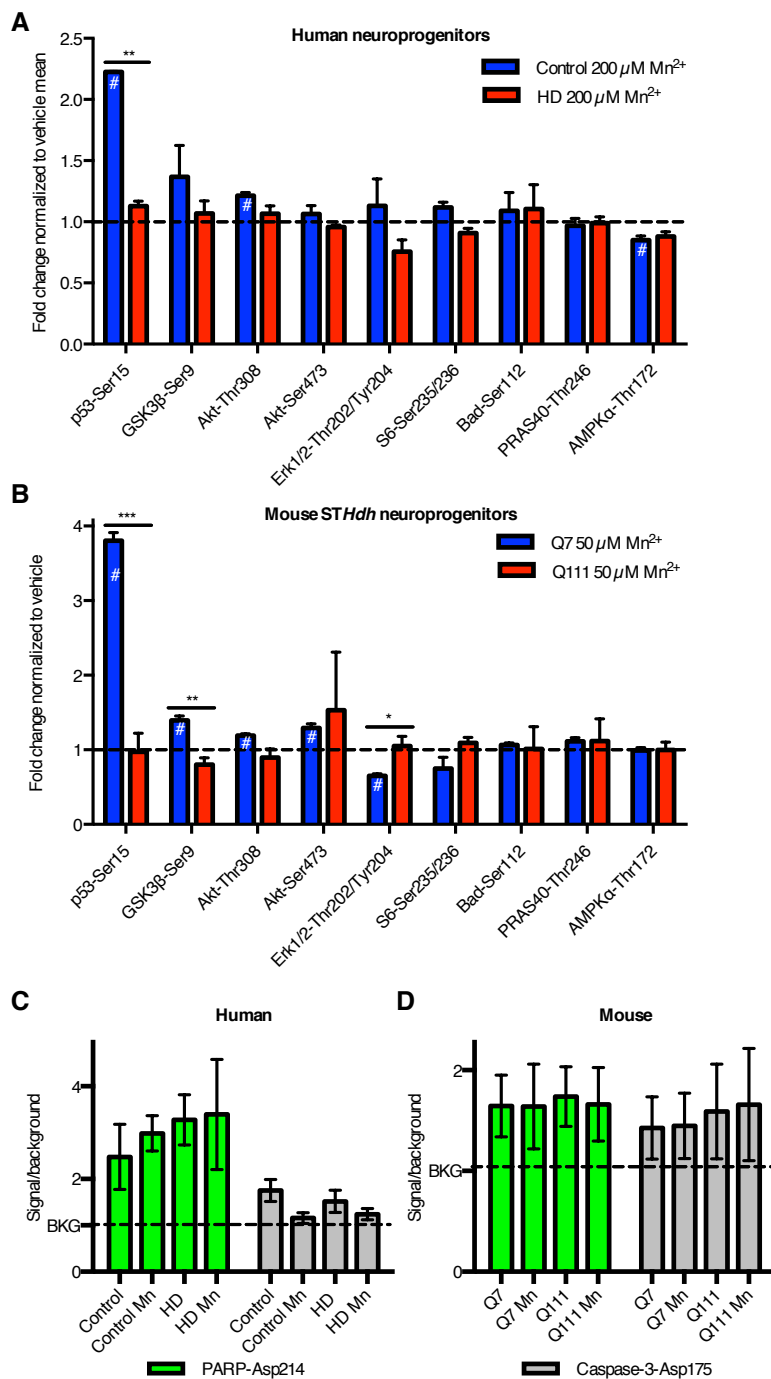 A
Human neuroprogenitors
Control 200 µM Mn²⁺
HD 200 µM Mn²⁺
Fold change normalized to vehicle mean
2.5
2.0
1.5
1.0
0.5
0.0
**
#
#
#
p53-Ser15
GSK3β-Ser9
Akt-Thr308
Akt-Ser473
Erk1/2-Thr202/Tyr204
S6-Ser235/236
Bad-Ser112
PRAS40-Thr246
AMPKα-Thr172
B
Mouse STHdh neuroprogenitors
Q7 50 µM Mn²⁺
Q111 50 µM Mn²⁺
Fold change normalized to vehicle
4
3
2
1
0
***
**
*
#
#
#
#
#
p53-Ser15
GSK3β-Ser9
Akt-Thr308
Akt-Ser473
Erk1/2-Thr202/Tyr204
S6-Ser235/236
Bad-Ser112
PRAS40-Thr246
AMPKα-Thr172
C
Human
Signal/background
4
2
BKG
0
Control
Control Mn
HD
HD Mn
Control
Control Mn
HD
HD Mn
D
Mouse
Signal/background
2
BKG
0
Q7
Q7 Mn
Q111
Q111 Mn
Q7
Q7 Mn
Q111
Q111 Mn
PARP-Asp214
Caspase-3-Asp175